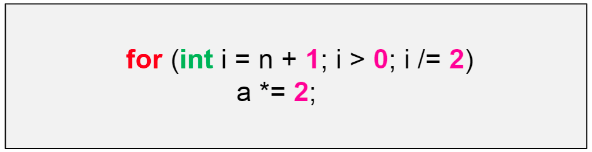 for (int i = n + 1; i > 0; i /= 2)
a *= 2;